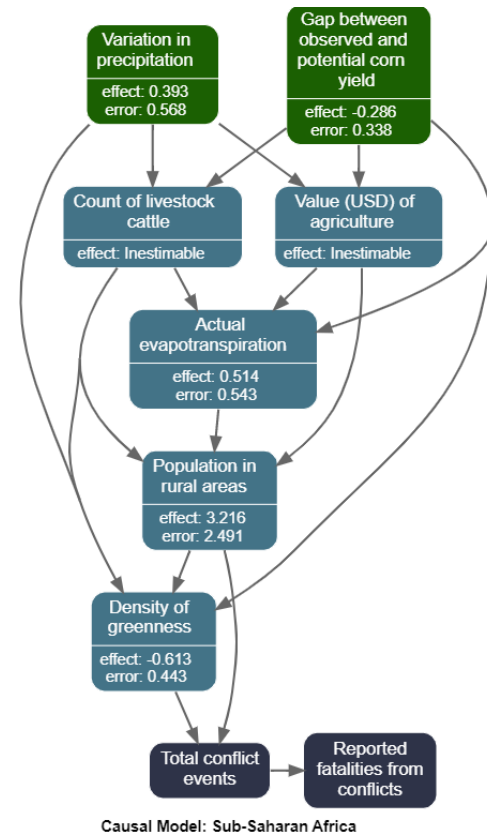 Variation in
precipitation
effect: 0.393
error: 0.568
Gap between
observed and
potential corn
yield
effect: -0.286
error: 0.338
Count of livestock
cattle
effect: Inestimable
Value (USD) of
agriculture
effect: Inestimable
Actual
evapotranspiration
effect: 0.514
error: 0.543
Population in
rural areas
effect: 3.216
error: 2.491
Density of
greenness
effect: -0.613
error: 0.443
Total conflict
events
Reported
fatalities from
conflicts
Causal Model: Sub-Saharan Africa